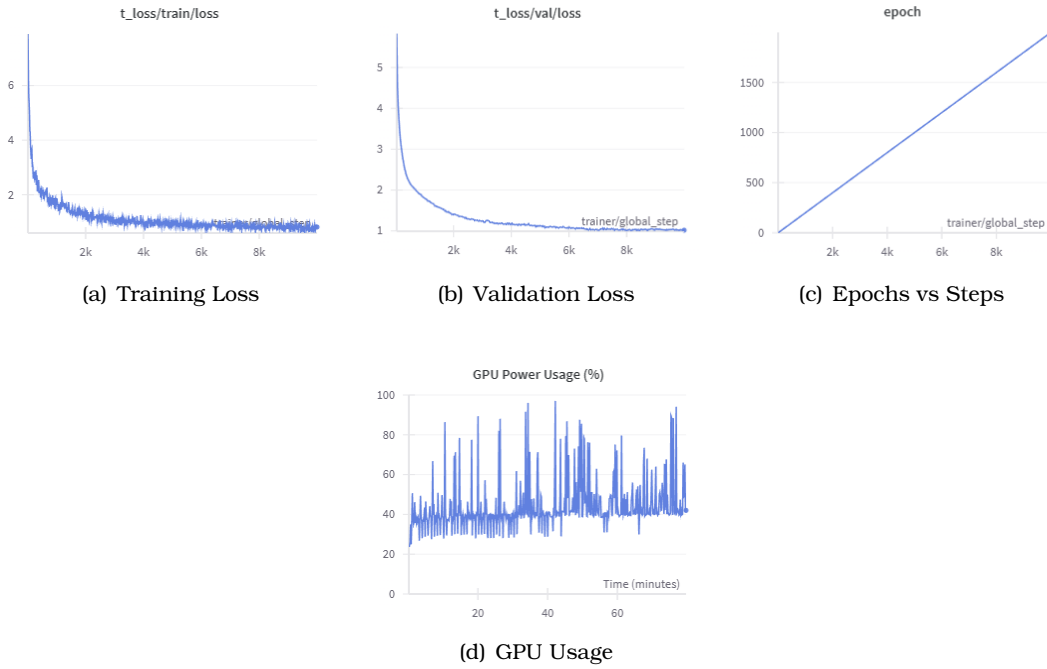 t_loss/train/loss
6
4
2
2k 4k 6k 8k
trainer/global_step
(a) Training Loss
t_loss/val/loss
5
4
3
2
1
2k 4k 6k 8k
trainer/global_step
(b) Validation Loss
epoch
1500
1000
500
0
2k 4k 6k 8k
trainer/global_step
(c) Epochs vs Steps
GPU Power Usage (%)
100
80
60
40
20
0
20 40 60
Time (minutes)
(d) GPU Usage